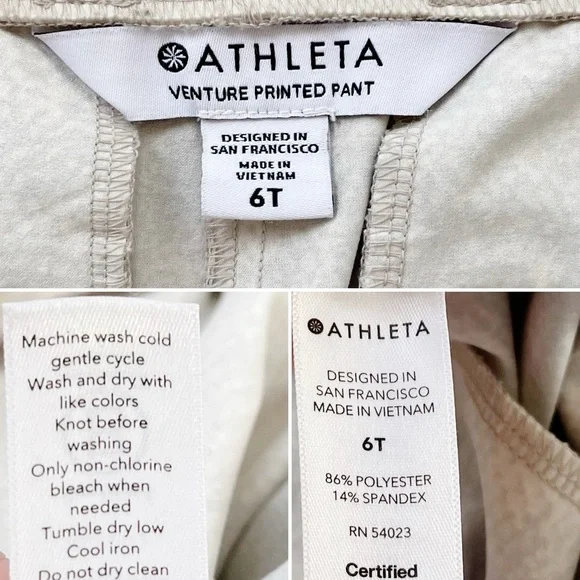 ATHLETA
VENTURE PRINTED PANT
DESIGNED IN
SAN FRANCISCO
MADE IN
VIETNAM
6T
Machine wash cold
gentle cycle
Wash and dry with
like colors
Knot before
washing
Only non-chlorine
bleach when
needed
Tumble dry low
Cool iron
Do not dry clean
ATHLETA
DESIGNED IN
SAN FRANCISCO
MADE IN VIETNAM
6T
86% POLYESTER
14% SPANDEX
RN 54023
Certified